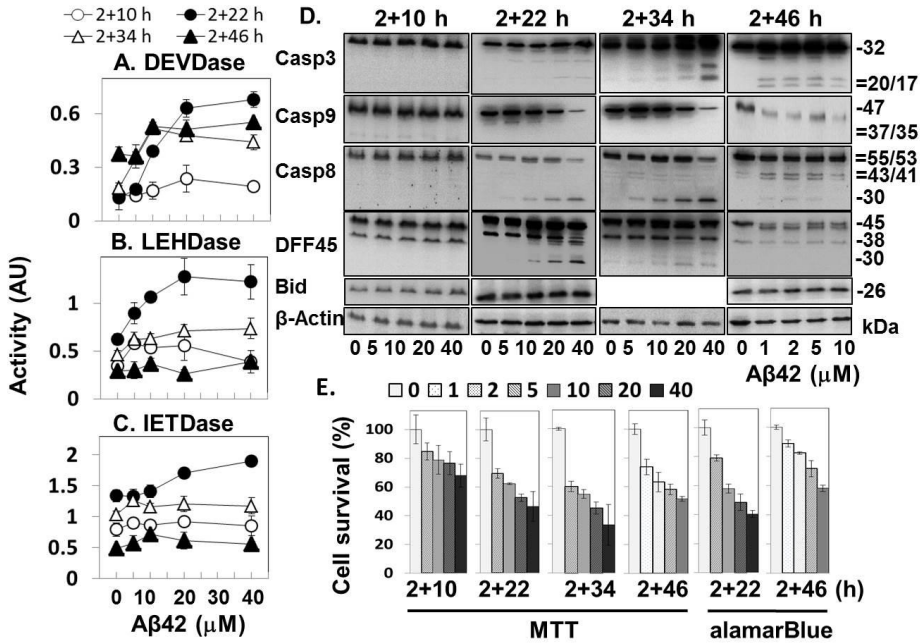 2+10 h 2+22 h
2+34 h 2+46 h
A. DEVDase
0.6
0.3
0
B. LEHDase
1
0.5
0
C. IETDase
2
1.5
1
0.5
0
0 10 20 30 40
Aβ42 (μM)
Activity (AU)
D. 2+10 h 2+22 h 2+34 h 2+46 h
Casp3
-32
=20/17
Casp9
-47
=37/35
Casp8
=55/53
=43/41
-30
DFF45
-45
-38
-30
Bid
-26
β-Actin
kDa
0 5 10 20 40 0 5 10 20 40 0 5 10 20 40 0 1 2 5 10
Aβ42 (μM)
E. 0 1 2 5 10 20 40
Cell survival (%)
100
80
60
40
20
0
2+10 2+22 2+34 2+46 2+22 2+46 (h)
MTT alamarBlue